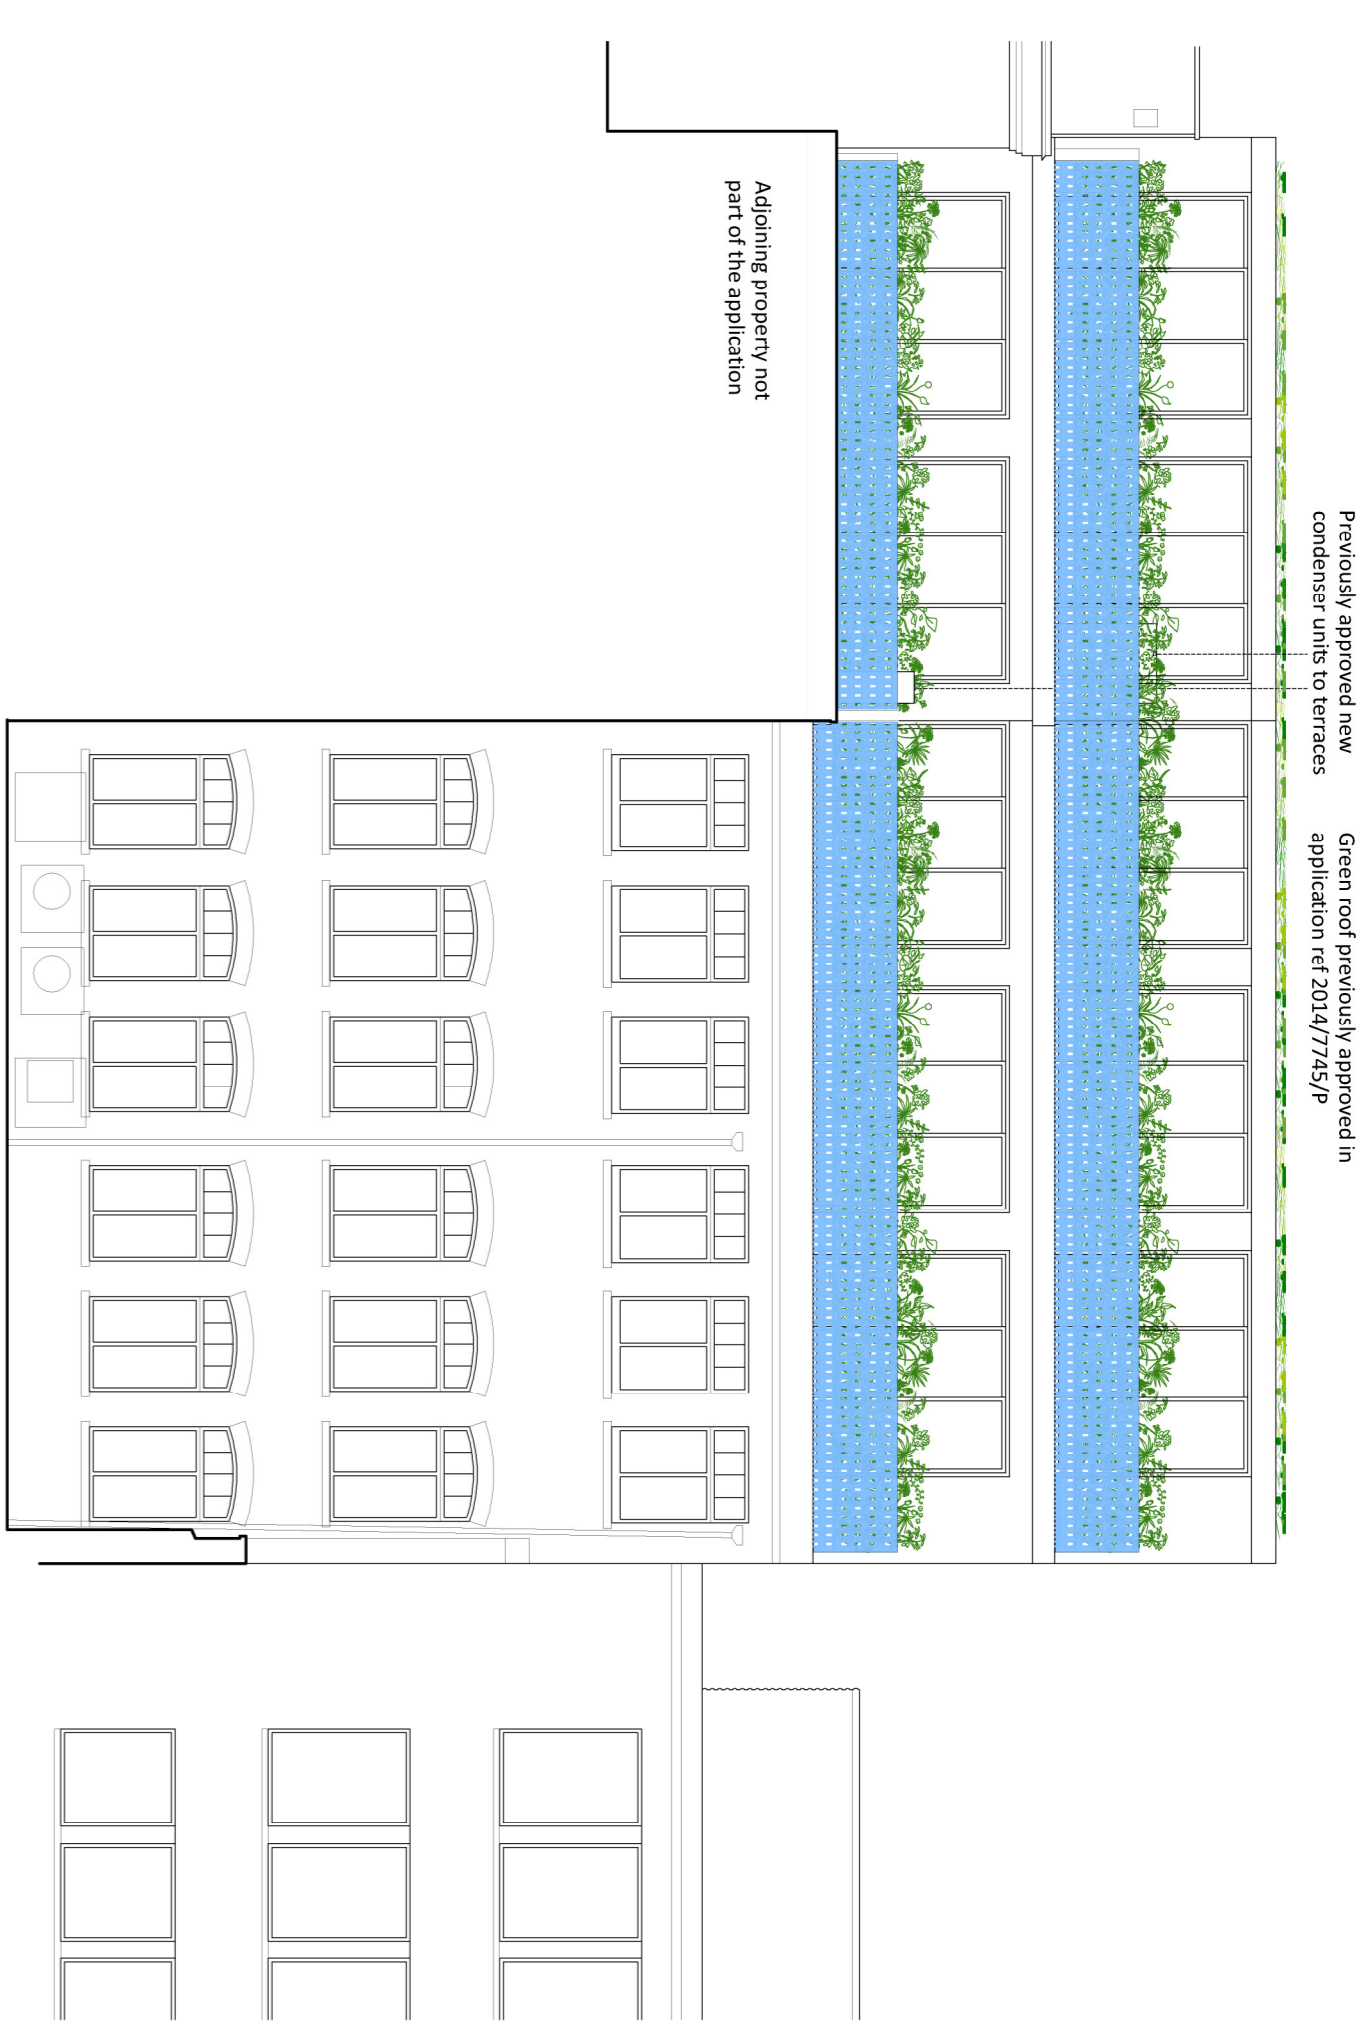 Previously approved new
condenser units to terraces
Green roof previously approved in
application ref 2014/7745/P
Adjoining property not
part of the application